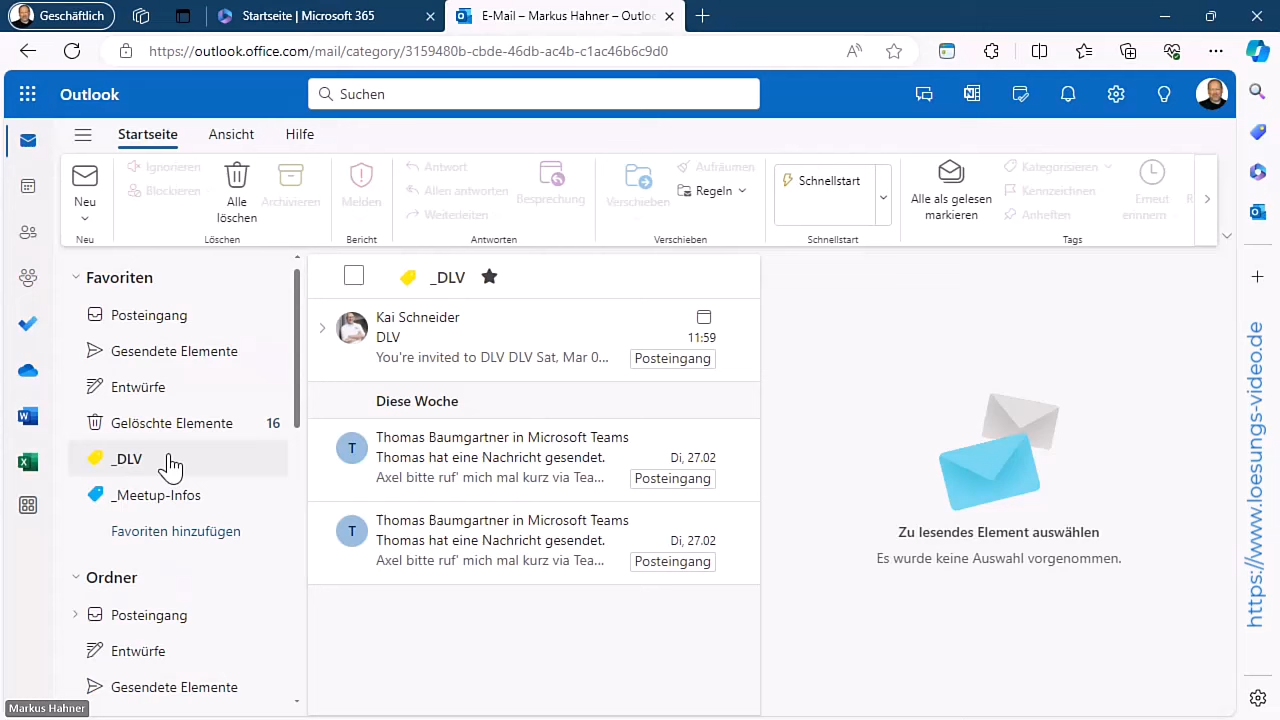 Geschäftlich
Startseite | Microsoft 365
E-Mail – Markus Hahner – Outlo
https://outlook.office.com/mail/category/3159480b-cbde-46db-ac4b-c1ac46b6c9d0
Outlook
Suchen
Startseite
Ansicht
Hilfe
Neu
Ignorieren
Blockieren
Alle löschen
Archivieren
Melden
Antwort
Allen antworten
Weiterleiten
Besprechung
Verschieben
Aufräumen
Regeln
Schnellstart
Alle als gelesen markieren
Kategorisieren
Kennzeichnen
Anheften
Erneut erinnern
R
Neu
Löschen
Bericht
Antworten
Verschieben
Schnellstart
Tags
Favoriten
Posteingang
Gesendete Elemente
Entwürfe
Gelöschte Elemente 16
_DLV
_Meetup-Infos
Favoriten hinzufügen
Ordner
Posteingang
Entwürfe
Gesendete Elemente
_DLV
Kai Schneider
DLV 11:59
You're invited to DLV DLV Sat, Mar 0... Posteingang
Diese Woche
T
Thomas Baumgartner in Microsoft Teams
Thomas hat eine Nachricht gesendet. Di, 27.02
Axel bitte ruf' mich mal kurz via Tea... Posteingang
T
Thomas Baumgartner in Microsoft Teams
Thomas hat eine Nachricht gesendet. Di, 27.02
Axel bitte ruf' mich mal kurz via Tea... Posteingang
Zu lesendes Element auswählen
Es wurde keine Auswahl vorgenommen.
https://www.loesungs-video.de
Markus Hahner